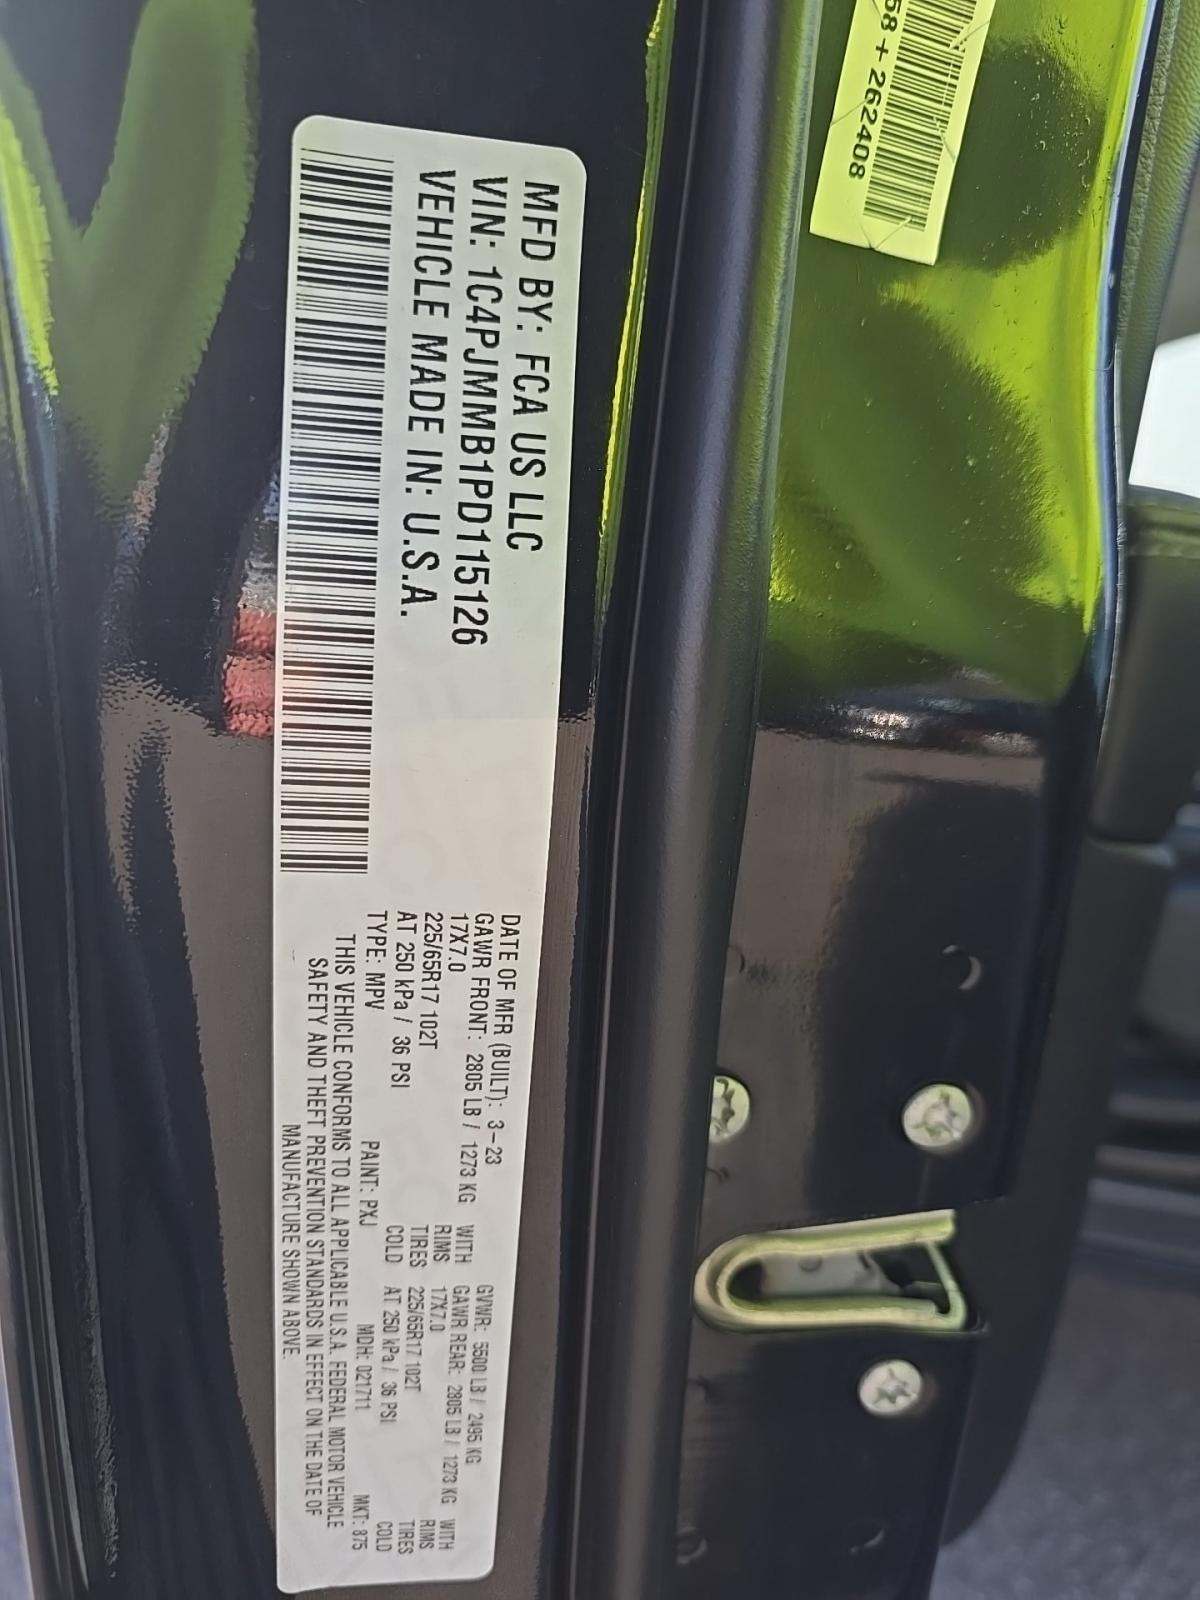 MFD BY: FCA US LLC
VIN: 1C4PJMMB1PD115126
VEHICLE MADE IN: U.S.A.
DATE OF MFR (BUILT): 3-23 GVWR: 5500 LB / 2495 KG
GAWR FRONT: 2805 LB / 1273 KG WITH GAWR REAR: 2805 LB / 1273 KG WITH
17X7.0 RIMS 17X7.0 RIMS
225/65R17 102T TIRES 225/65R17 102T TIRES
AT 250 kPa / 36 PSI COLD AT 250 kPa / 36 PSI COLD
TYPE: MPV PAINT: PXJ MDH: 021711 MKT: 875
THIS VEHICLE CONFORMS TO ALL APPLICABLE U.S.A. FEDERAL MOTOR VEHICLE
SAFETY AND THEFT PREVENTION STANDARDS IN EFFECT ON THE DATE OF
MANUFACTURE SHOWN ABOVE.
58 + 262408